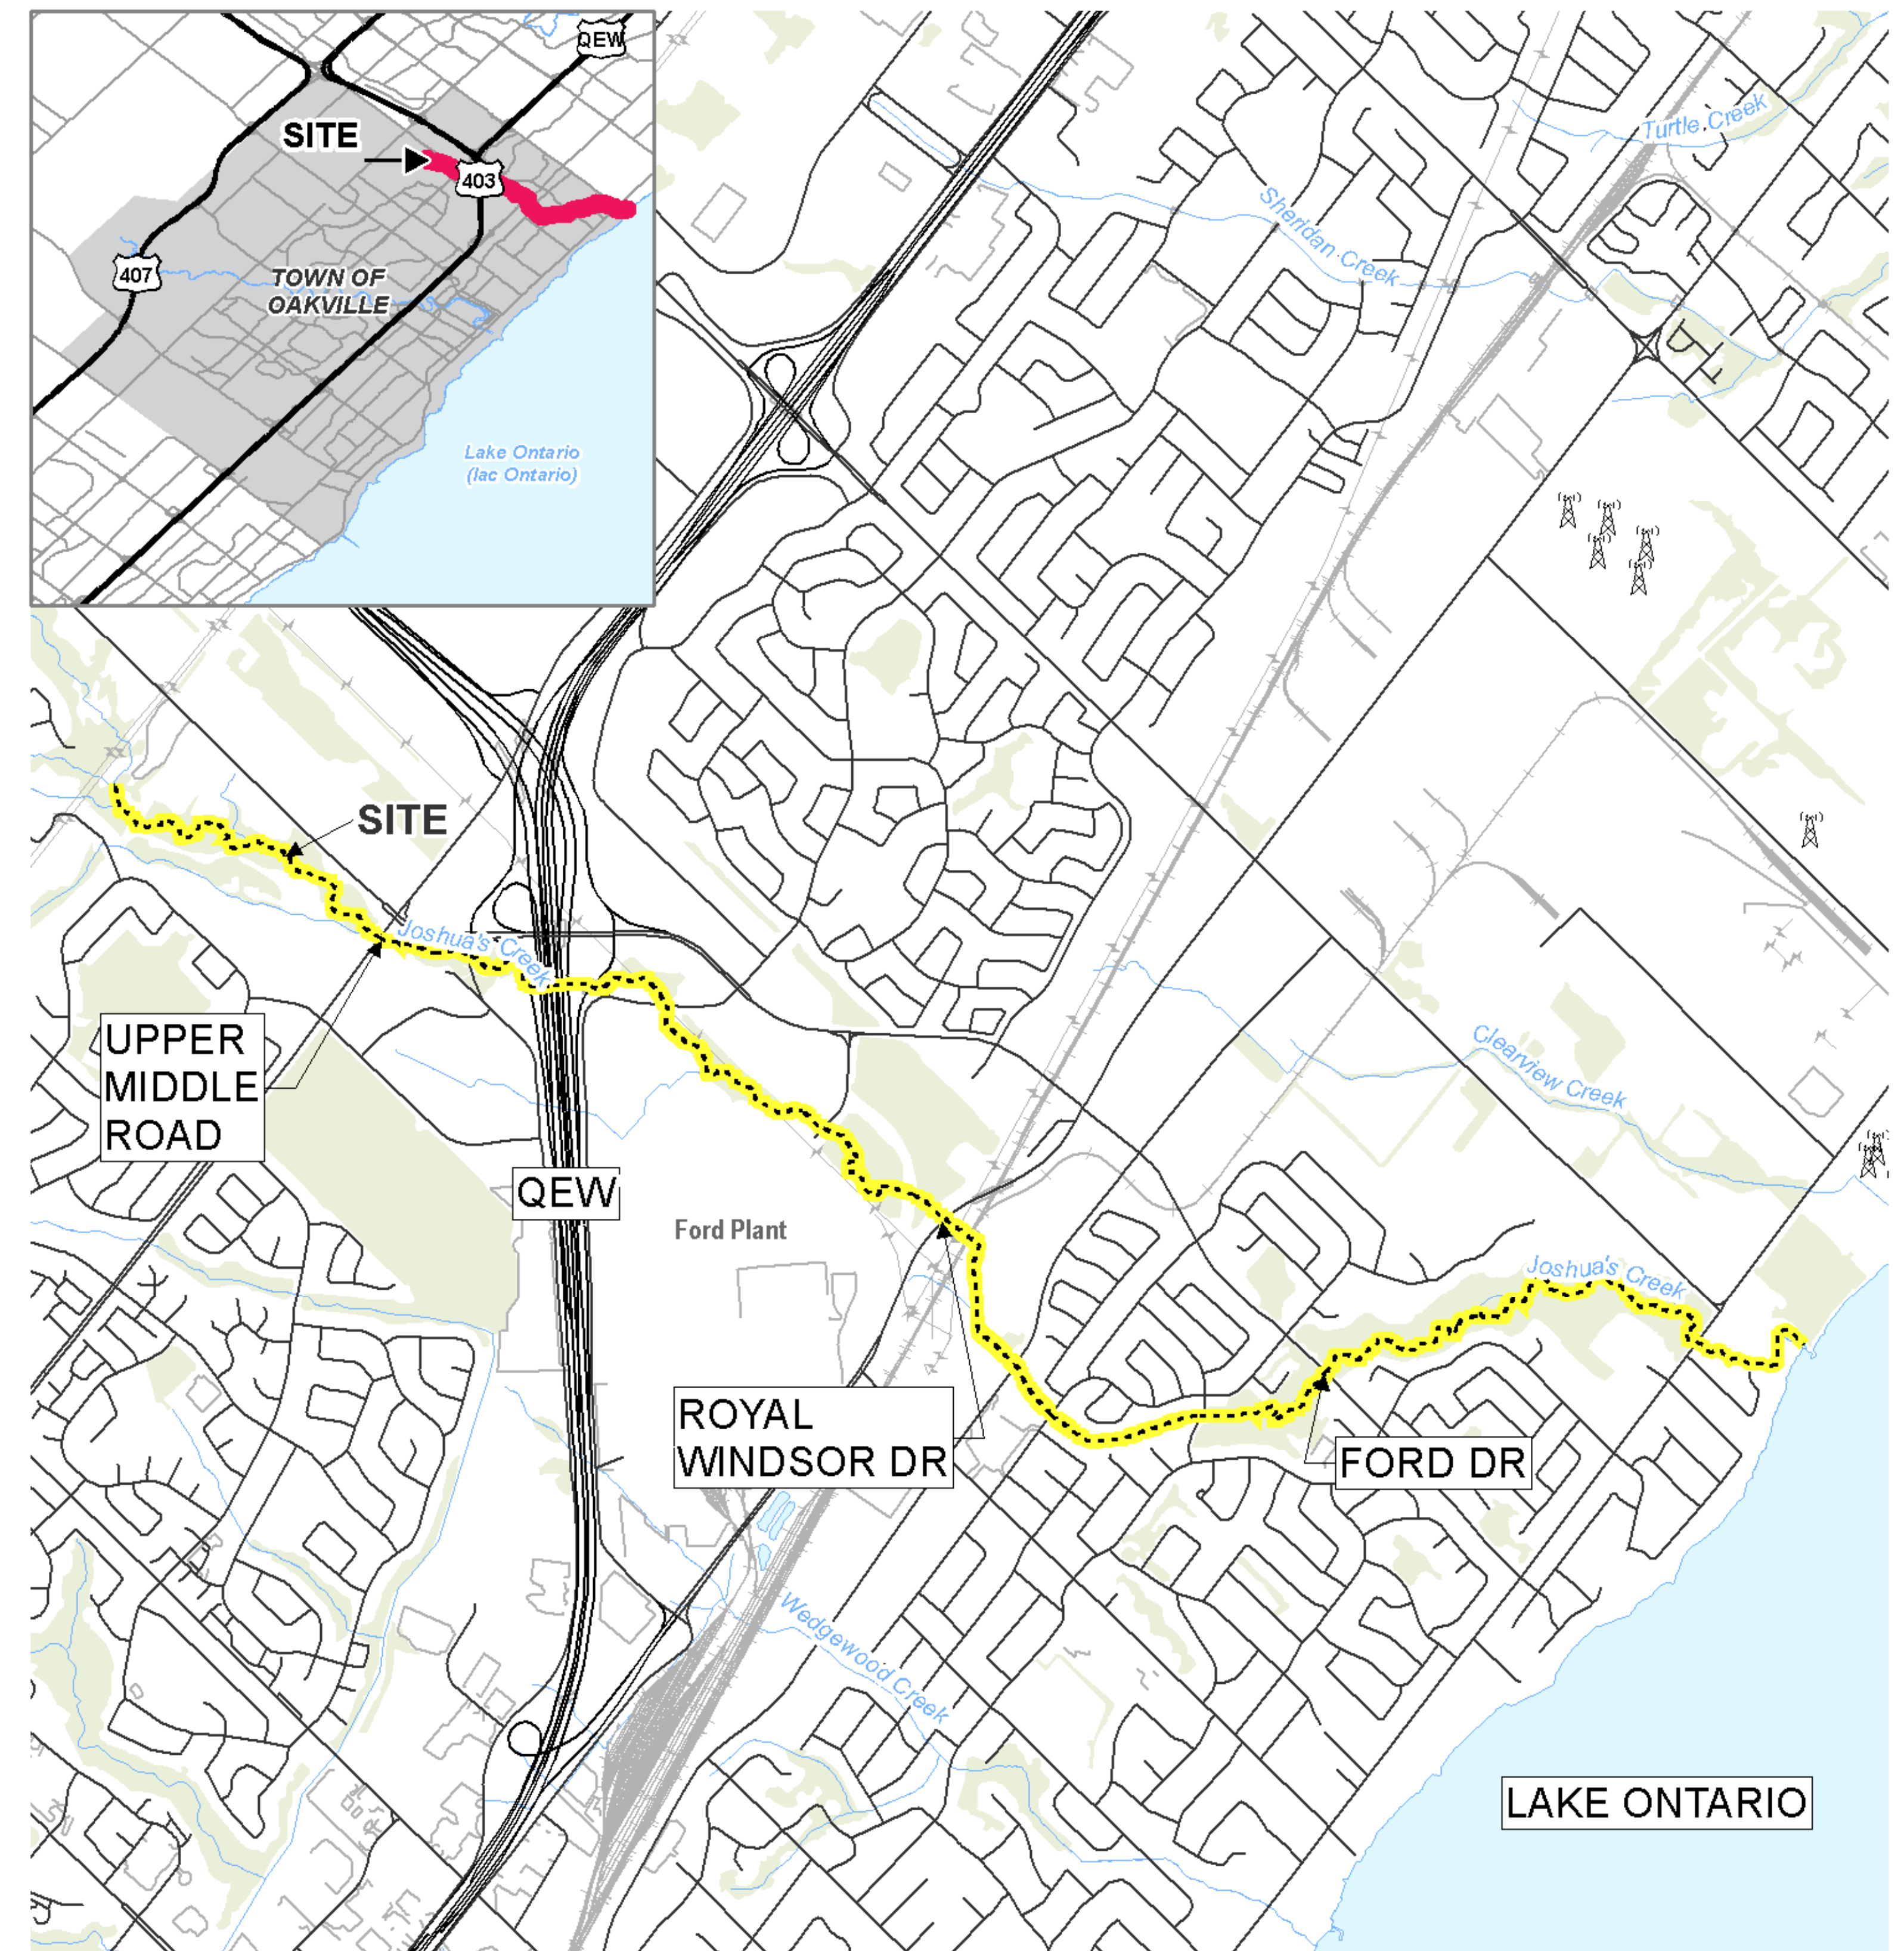 QEW
SITE
403
407
TOWN OF
OAKVILLE
Lake Ontario
(lac Ontario)
Turtle Creek
Sheridan Creek
SITE
Joshua's Creek
UPPER
MIDDLE
ROAD
Clearview Creek
QEW
Ford Plant
Joshua's Creek
ROYAL
WINDSOR DR
FORD DR
Wedgewood Creek
LAKE ONTARIO